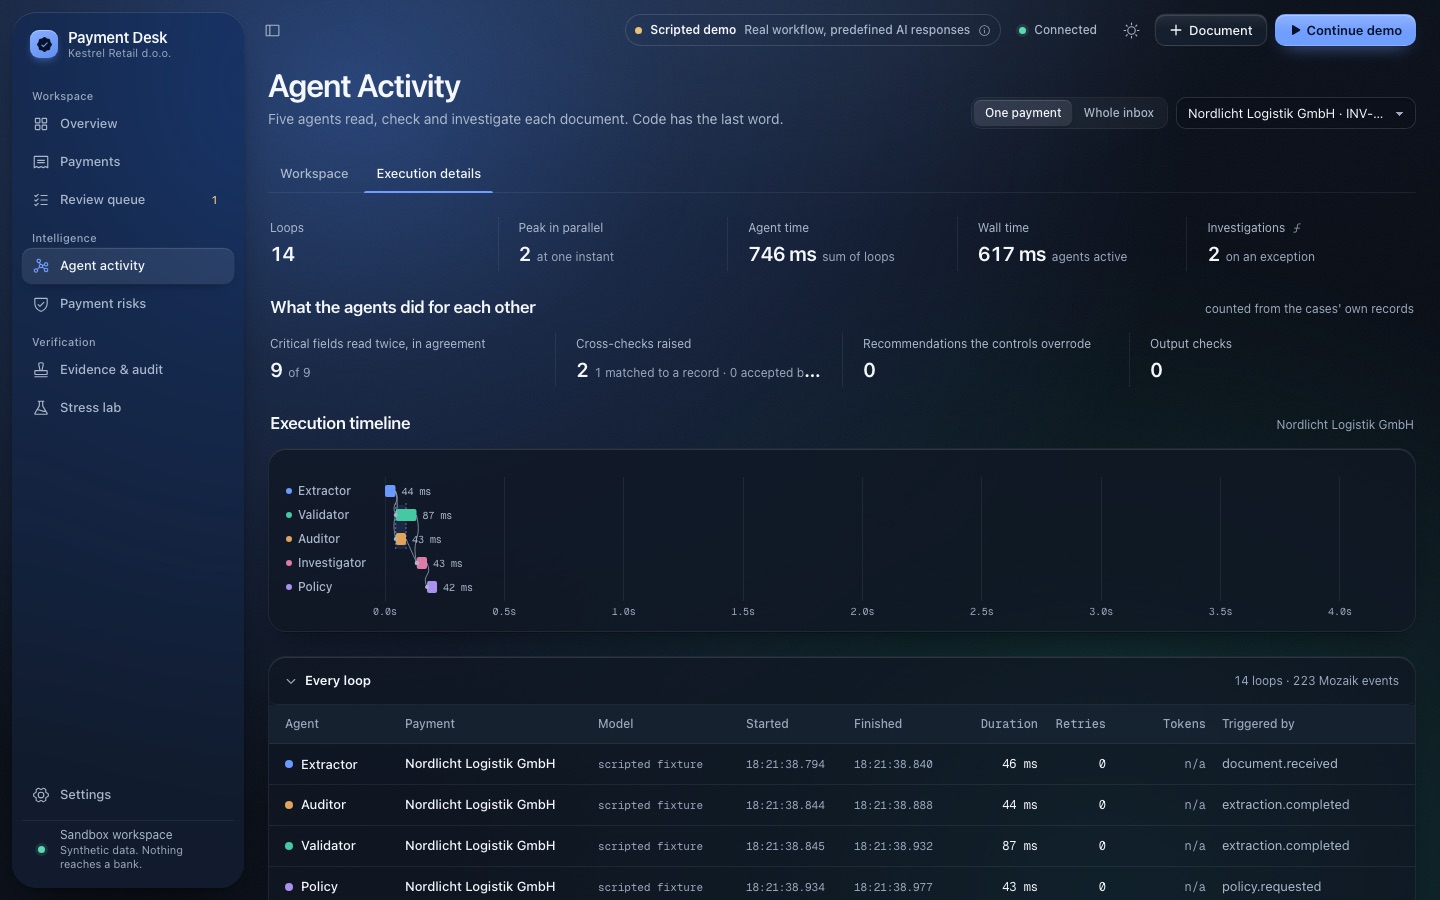 Payment Desk
Kestrel Retail d.o.o.
Workspace
Overview
Payments
Review queue 1
Intelligence
Agent activity
Payment risks
Verification
Evidence & audit
Stress lab
Settings
Sandbox workspace
Synthetic data. Nothing
reaches a bank.
Scripted demo Real workflow, predefined AI responses
Connected
Document
Continue demo
Agent Activity
Five agents read, check and investigate each document. Code has the last word.
One payment Whole inbox Nordlicht Logistik GmbH · INV-...
Workspace Execution details
Loops Peak in parallel Agent time Wall time Investigations ƒ
14 2 at one instant 746 ms sum of loops 617 ms agents active 2 on an exception
What the agents did for each other counted from the cases' own records
Critical fields read twice, in agreement Cross-checks raised Recommendations the controls overrode Output checks
9 of 9 2 1 matched to a record · 0 accepted b... 0 0
Execution timeline Nordlicht Logistik GmbH
Extractor 44 ms
Validator 87 ms
Auditor 43 ms
Investigator 43 ms
Policy 42 ms
0.0s 0.5s 1.0s 1.5s 2.0s 2.5s 3.0s 3.5s 4.0s
Every loop 14 loops · 223 Mozaik events
Agent Payment Model Started Finished Duration Retries Tokens Triggered by
Extractor Nordlicht Logistik GmbH scripted fixture 18:21:38.794 18:21:38.840 46 ms 0 n/a document.received
Auditor Nordlicht Logistik GmbH scripted fixture 18:21:38.844 18:21:38.888 44 ms 0 n/a extraction.completed
Validator Nordlicht Logistik GmbH scripted fixture 18:21:38.845 18:21:38.932 87 ms 0 n/a extraction.completed
Policy Nordlicht Logistik GmbH scripted fixture 18:21:38.934 18:21:38.977 43 ms 0 n/a policy.requested